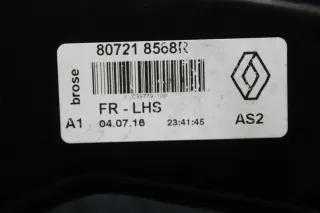 brose
80721 8568R
FR - LHS
A1 04.07.16 23:41:45 AS2